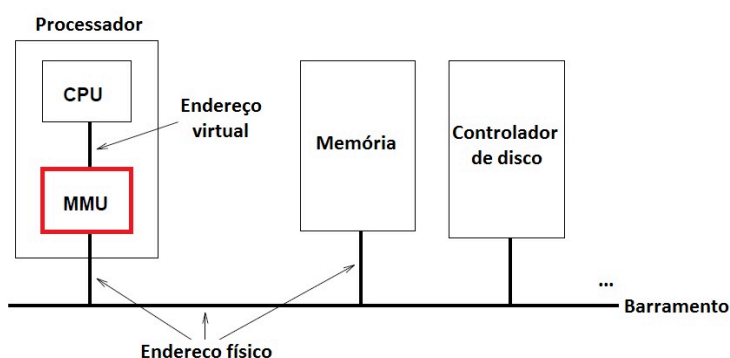 Processador
CPU
Endereço
virtual
MMU
Memória
Controlador
de disco
...
Barramento
Endereço físico